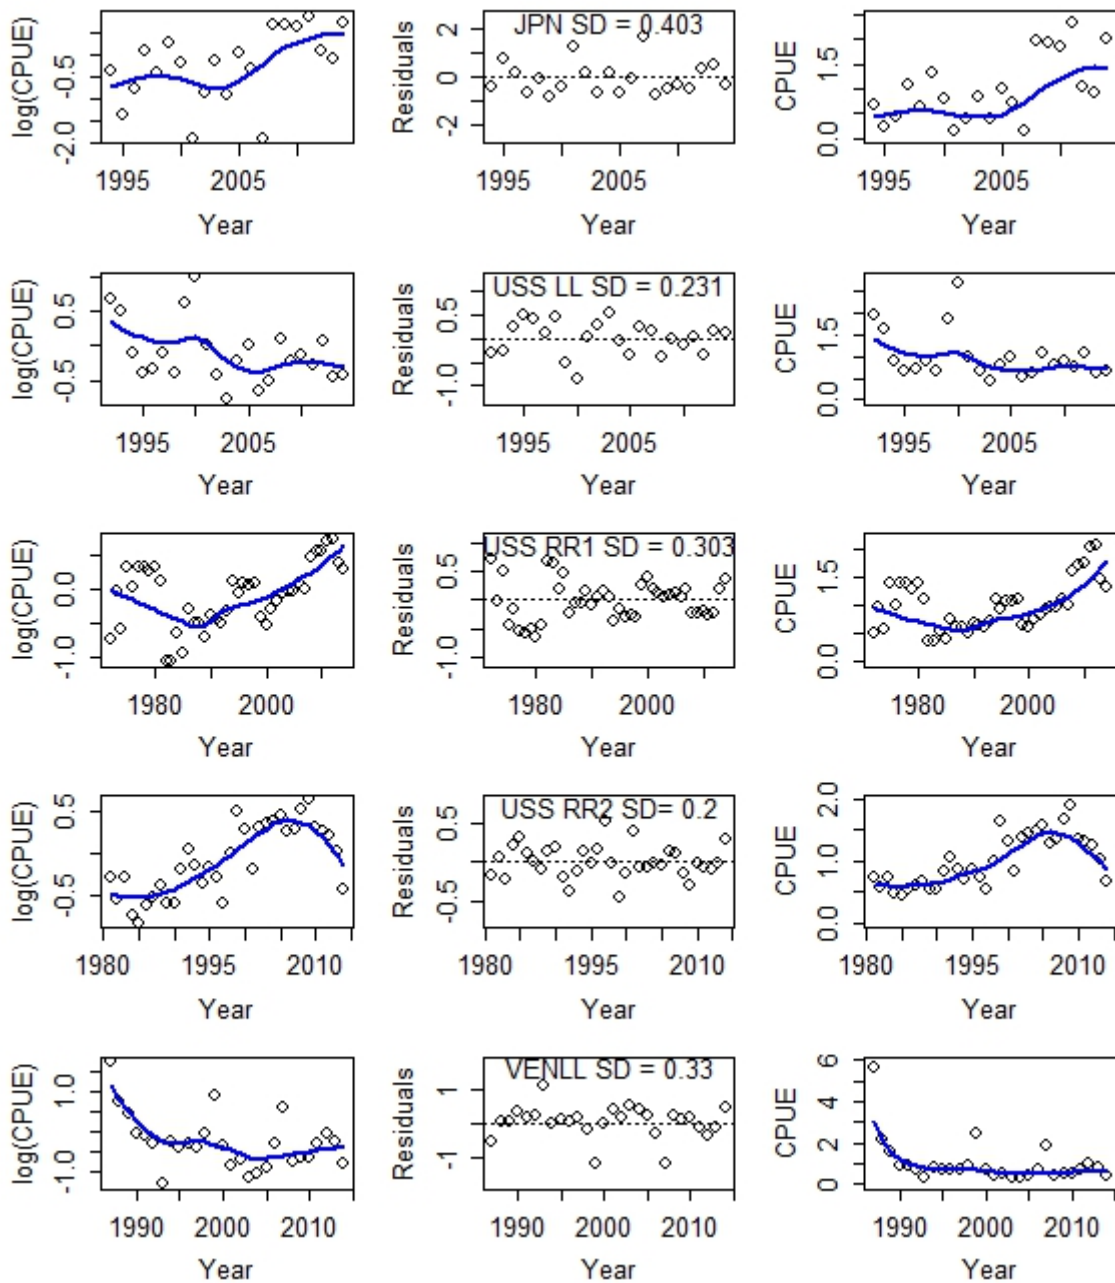 log(CPUE)
-0.5
-2.0
1995 2005
Year
JPN SD = 0.403
Residuals
2
0
-2
1995 2005
Year
CPUE
1.5
0.0
1995 2005
Year
log(CPUE)
0.5
-0.5
1995 2005
Year
USS LL SD = 0.231
Residuals
0.5
-1.0
1995 2005
Year
CPUE
1.5
0.0
1995 2005
Year
log(CPUE)
0.0
-1.0
1980 2000
Year
USS RR1 SD = 0.303
Residuals
0.5
-1.0
1980 2000
Year
CPUE
1.5
0.0
1980 2000
Year
log(CPUE)
0.5
-0.5
1980 1995 2010
Year
USS RR2 SD= 0.2
Residuals
0.5
-0.5
1980 1995 2010
Year
CPUE
2.0
1.0
0.0
1980 1995 2010
Year
log(CPUE)
1.0
-1.0
1990 2000 2010
Year
VENLL SD = 0.33
Residuals
1
-1
1990 2000 2010
Year
CPUE
6
4
2
0
1990 2000 2010
Year